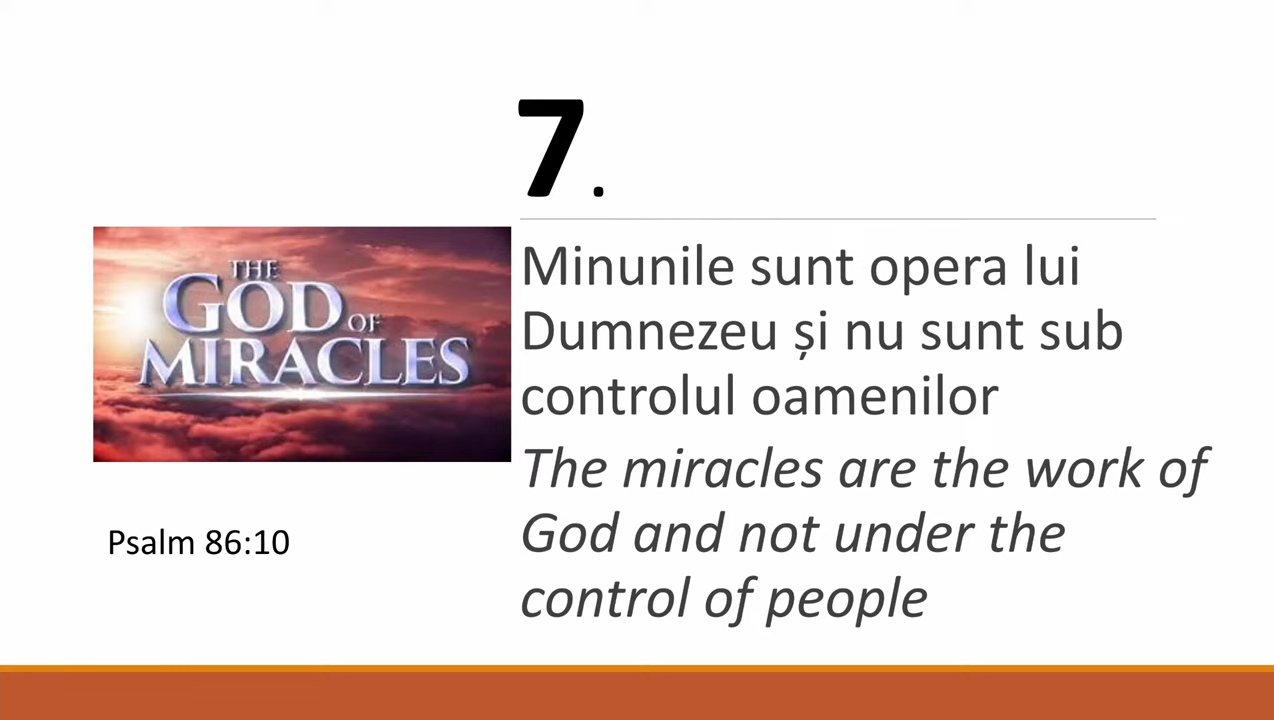 7.
THE
GOD OF
MIRACLES
Minunile sunt opera lui
Dumnezeu și nu sunt sub
controlul oamenilor
The miracles are the work of
God and not under the
control of people
Psalm 86:10